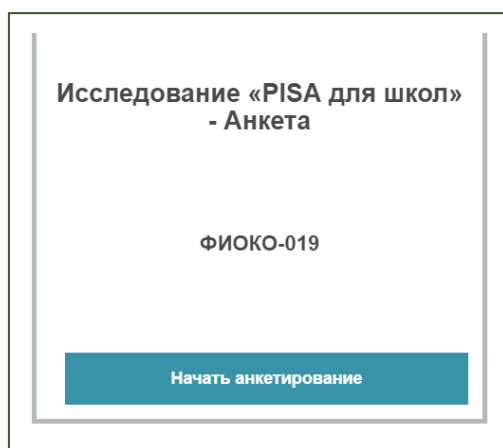 Исследование «PISA для школ»
- Анкета
ФИОКО-019
Начать анкетирование